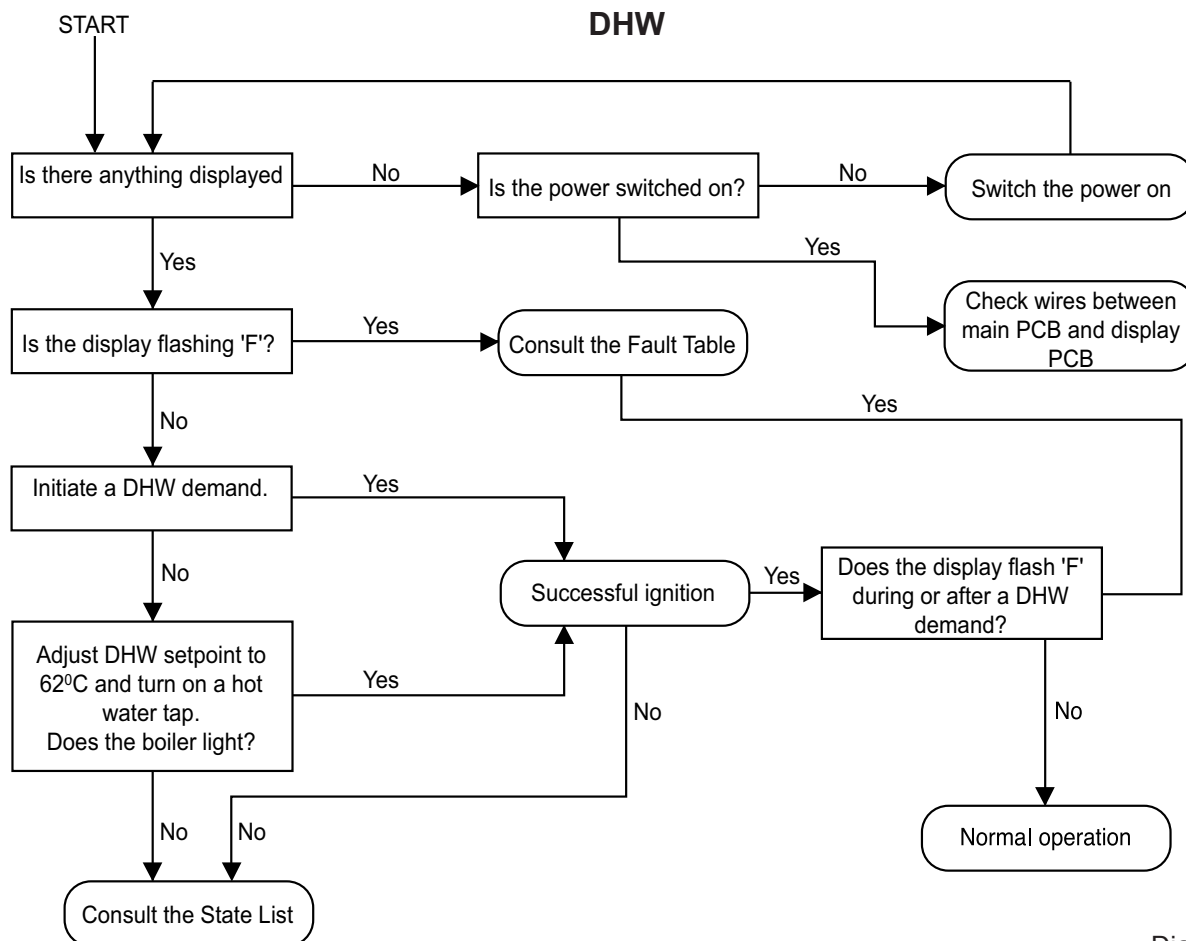 START
DHW
Is there anything displayed
No
Is the power switched on?
No
Switch the power on
Yes
Yes
Check wires between
main PCB and display
PCB
Is the display flashing 'F'?
Yes
Consult the Fault Table
Yes
No
Initiate a DHW demand.
Yes
No
Successful ignition
Yes
Does the display flash 'F'
during or after a DHW
demand?
Adjust DHW setpoint to
62⁰C and turn on a hot
water tap.
Does the boiler light?
Yes
No
No
No
No
Normal operation
Consult the State List